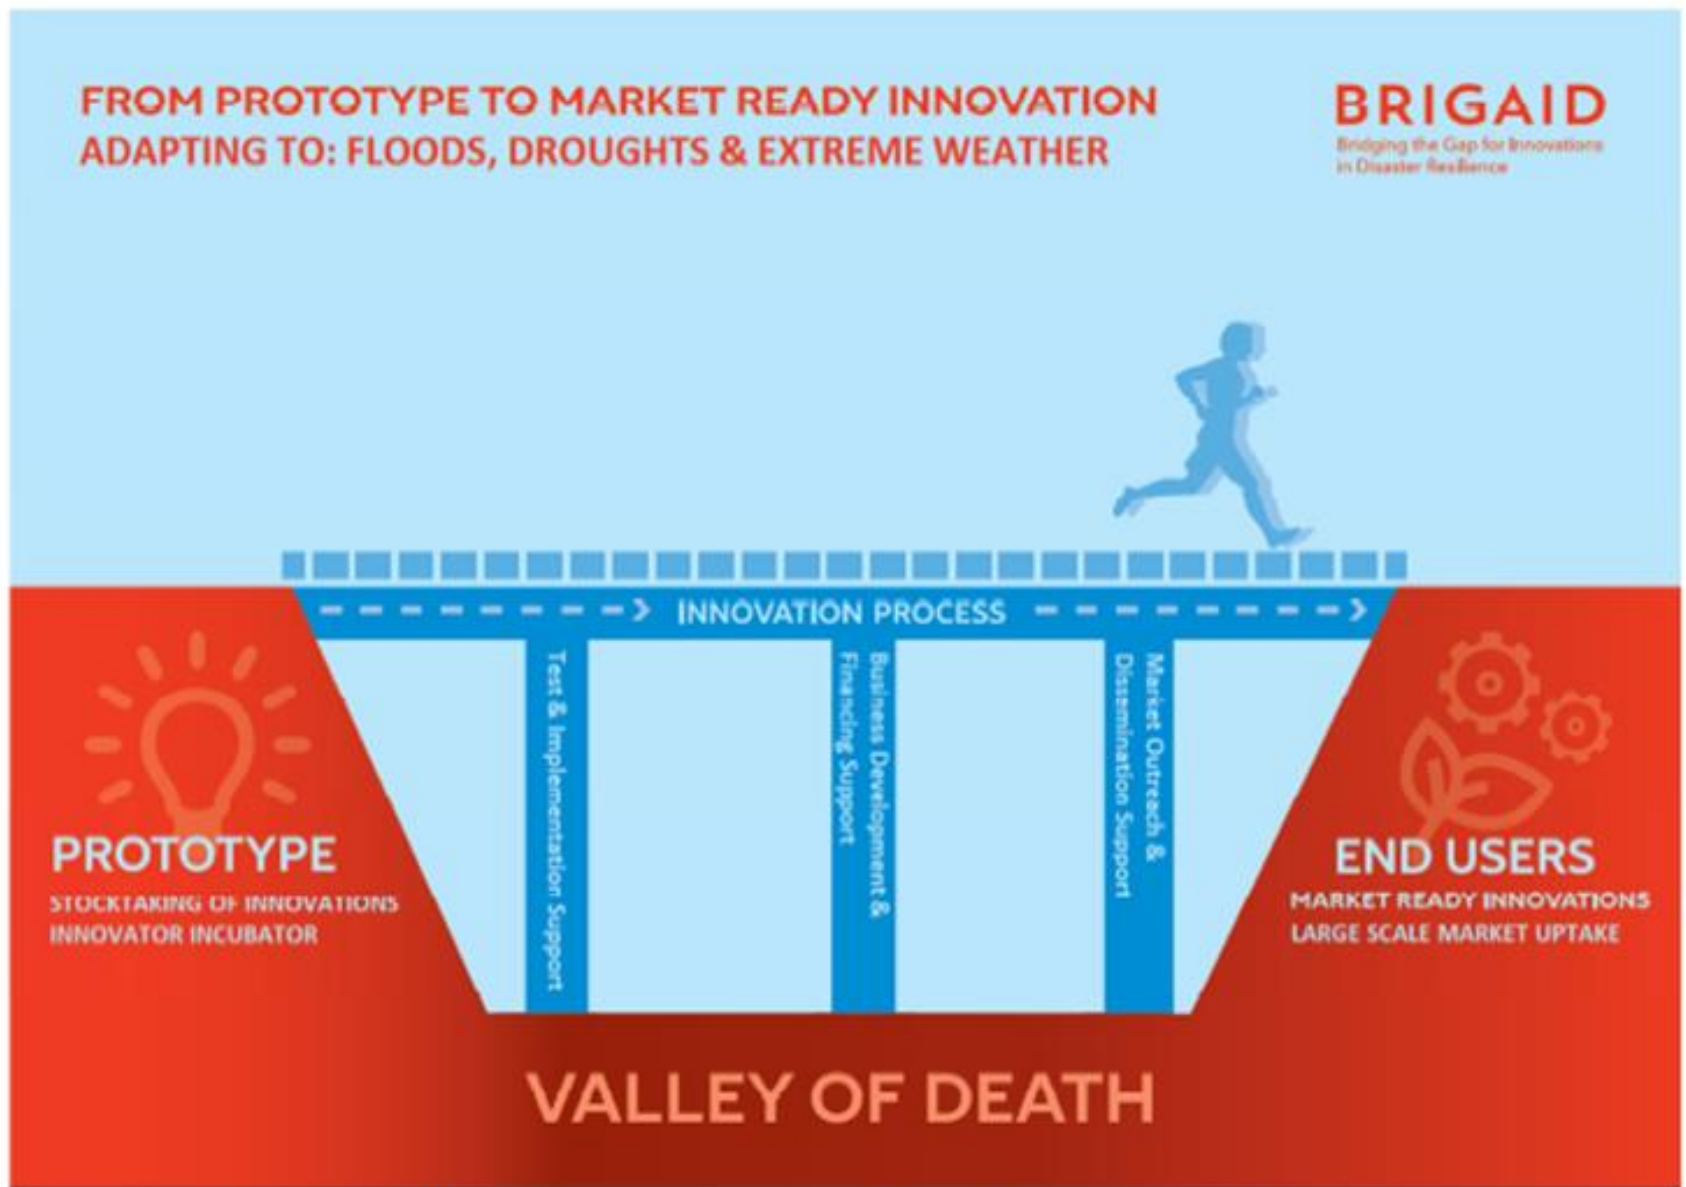 FROM PROTOTYPE TO MARKET READY INNOVATION
ADAPTING TO: FLOODS, DROUGHTS & EXTREME WEATHER
BRIGAID
Bridging the Gap for Innovations
in Disaster Resilience
INNOVATION PROCESS
Test & Implementation Support
Business Development &
Financing Support
Market Outreach &
Dissemination Support
PROTOTYPE
STOCKTAKING OF INNOVATIONS
INNOVATOR INCUBATOR
END USERS
MARKET READY INNOVATIONS
LARGE SCALE MARKET UPTAKE
VALLEY OF DEATH